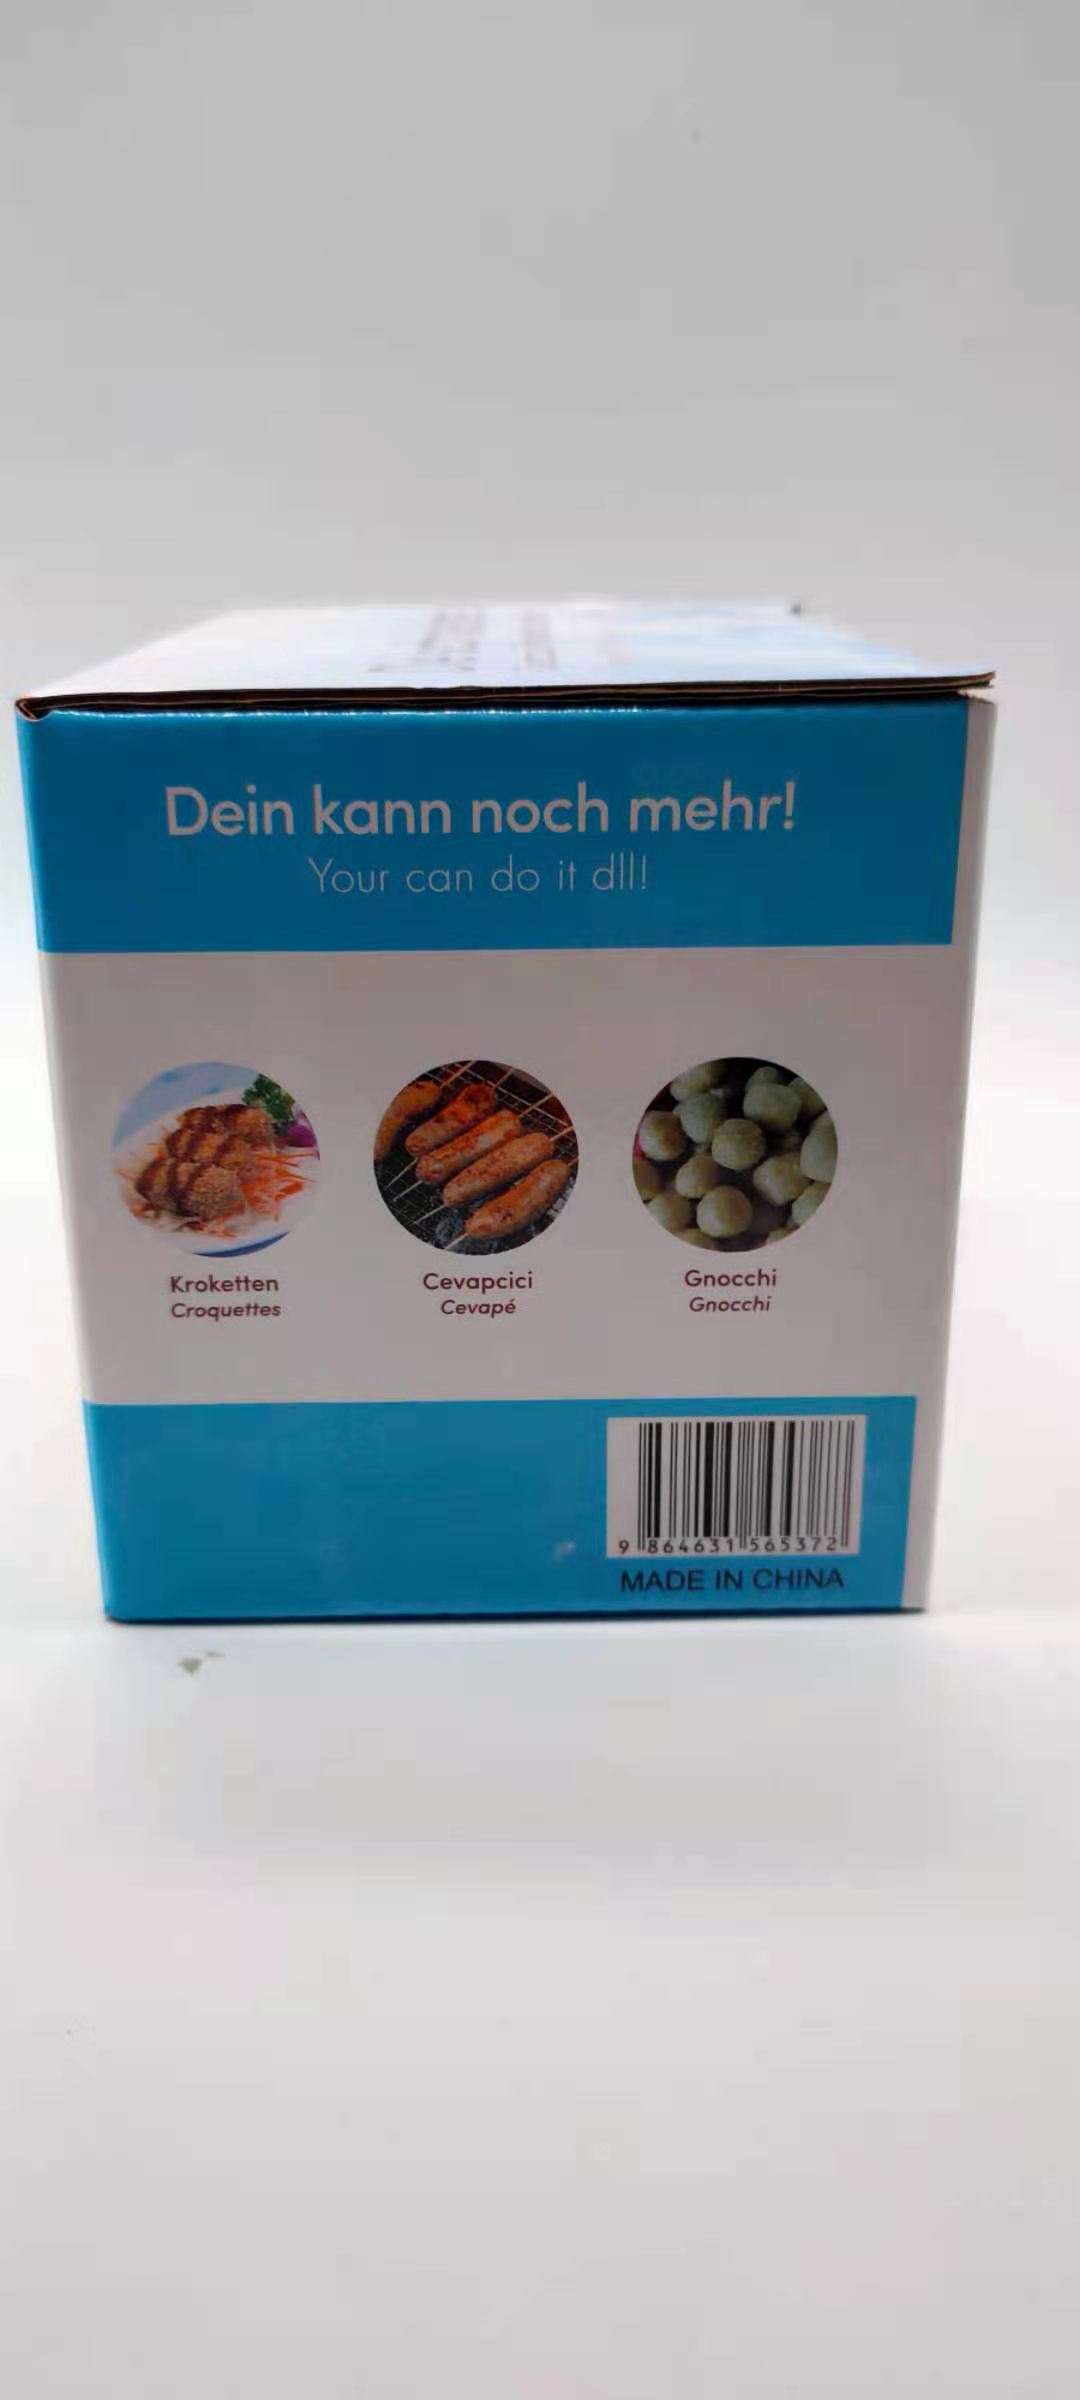 Dein kann noch mehr!
Your can do it dll!
Kroketten
Croquettes
Cevapcici
Cevapé
Gnocchi
Gnocchi
9 864631 565372
MADE IN CHINA